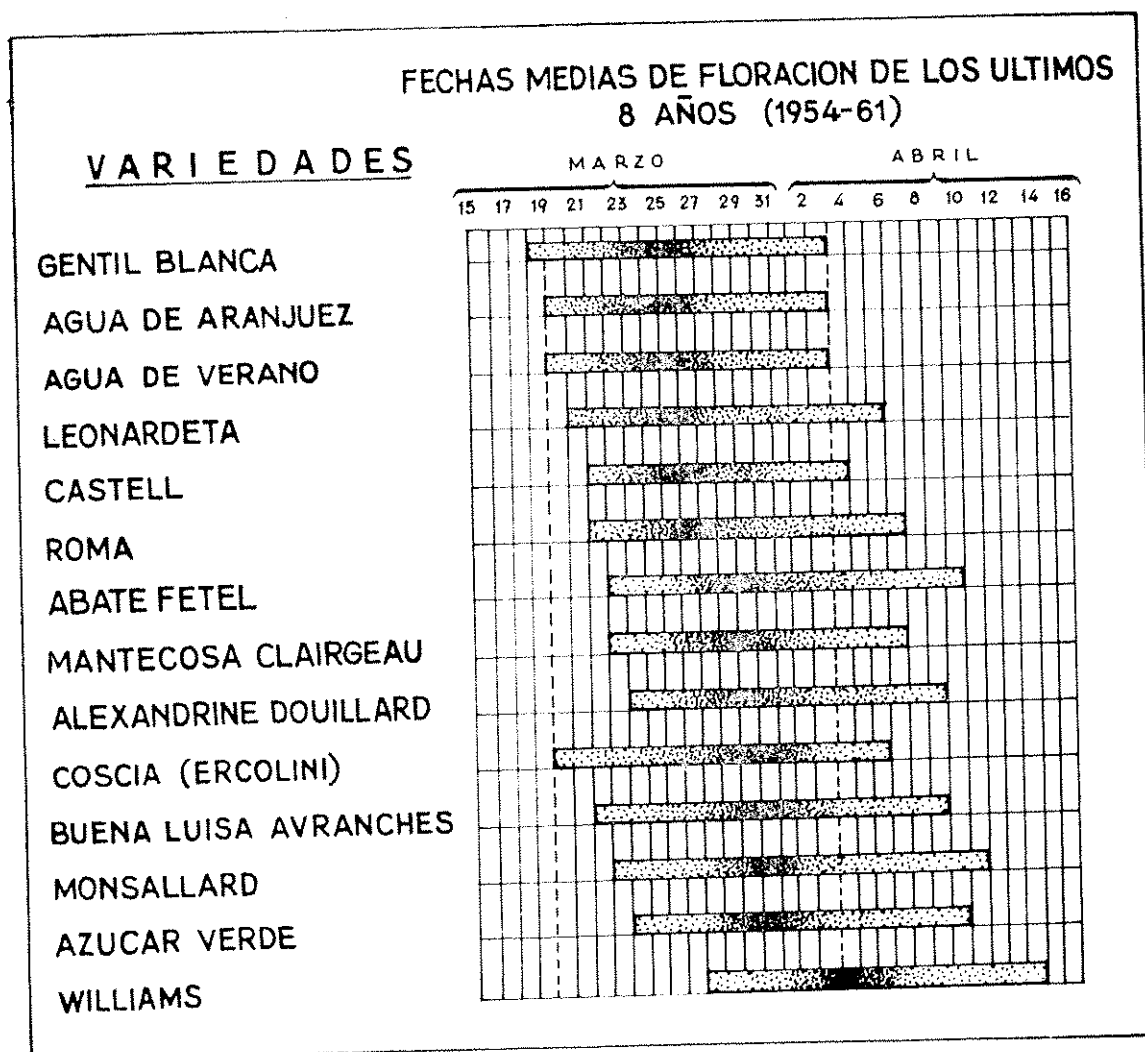 FECHAS MEDIAS DE FLORACION DE LOS ULTIMOS
8 AÑOS (1954-61)
VARIEDADES
MARZO
ABRIL
15 17 19 21 23 25 27 29 31 2 4 6 8 10 12 14 16
GENTIL BLANCA
AGUA DE ARANJUEZ
AGUA DE VERANO
LEONARDETA
CASTELL
ROMA
ABATE FETEL
MANTECOSA CLAIRGEAU
ALEXANDRINE DOUILLARD
COSCIA (ERCOLINI)
BUENA LUISA AVRANCHES
MONSALLARD
AZUCAR VERDE
WILLIAMS